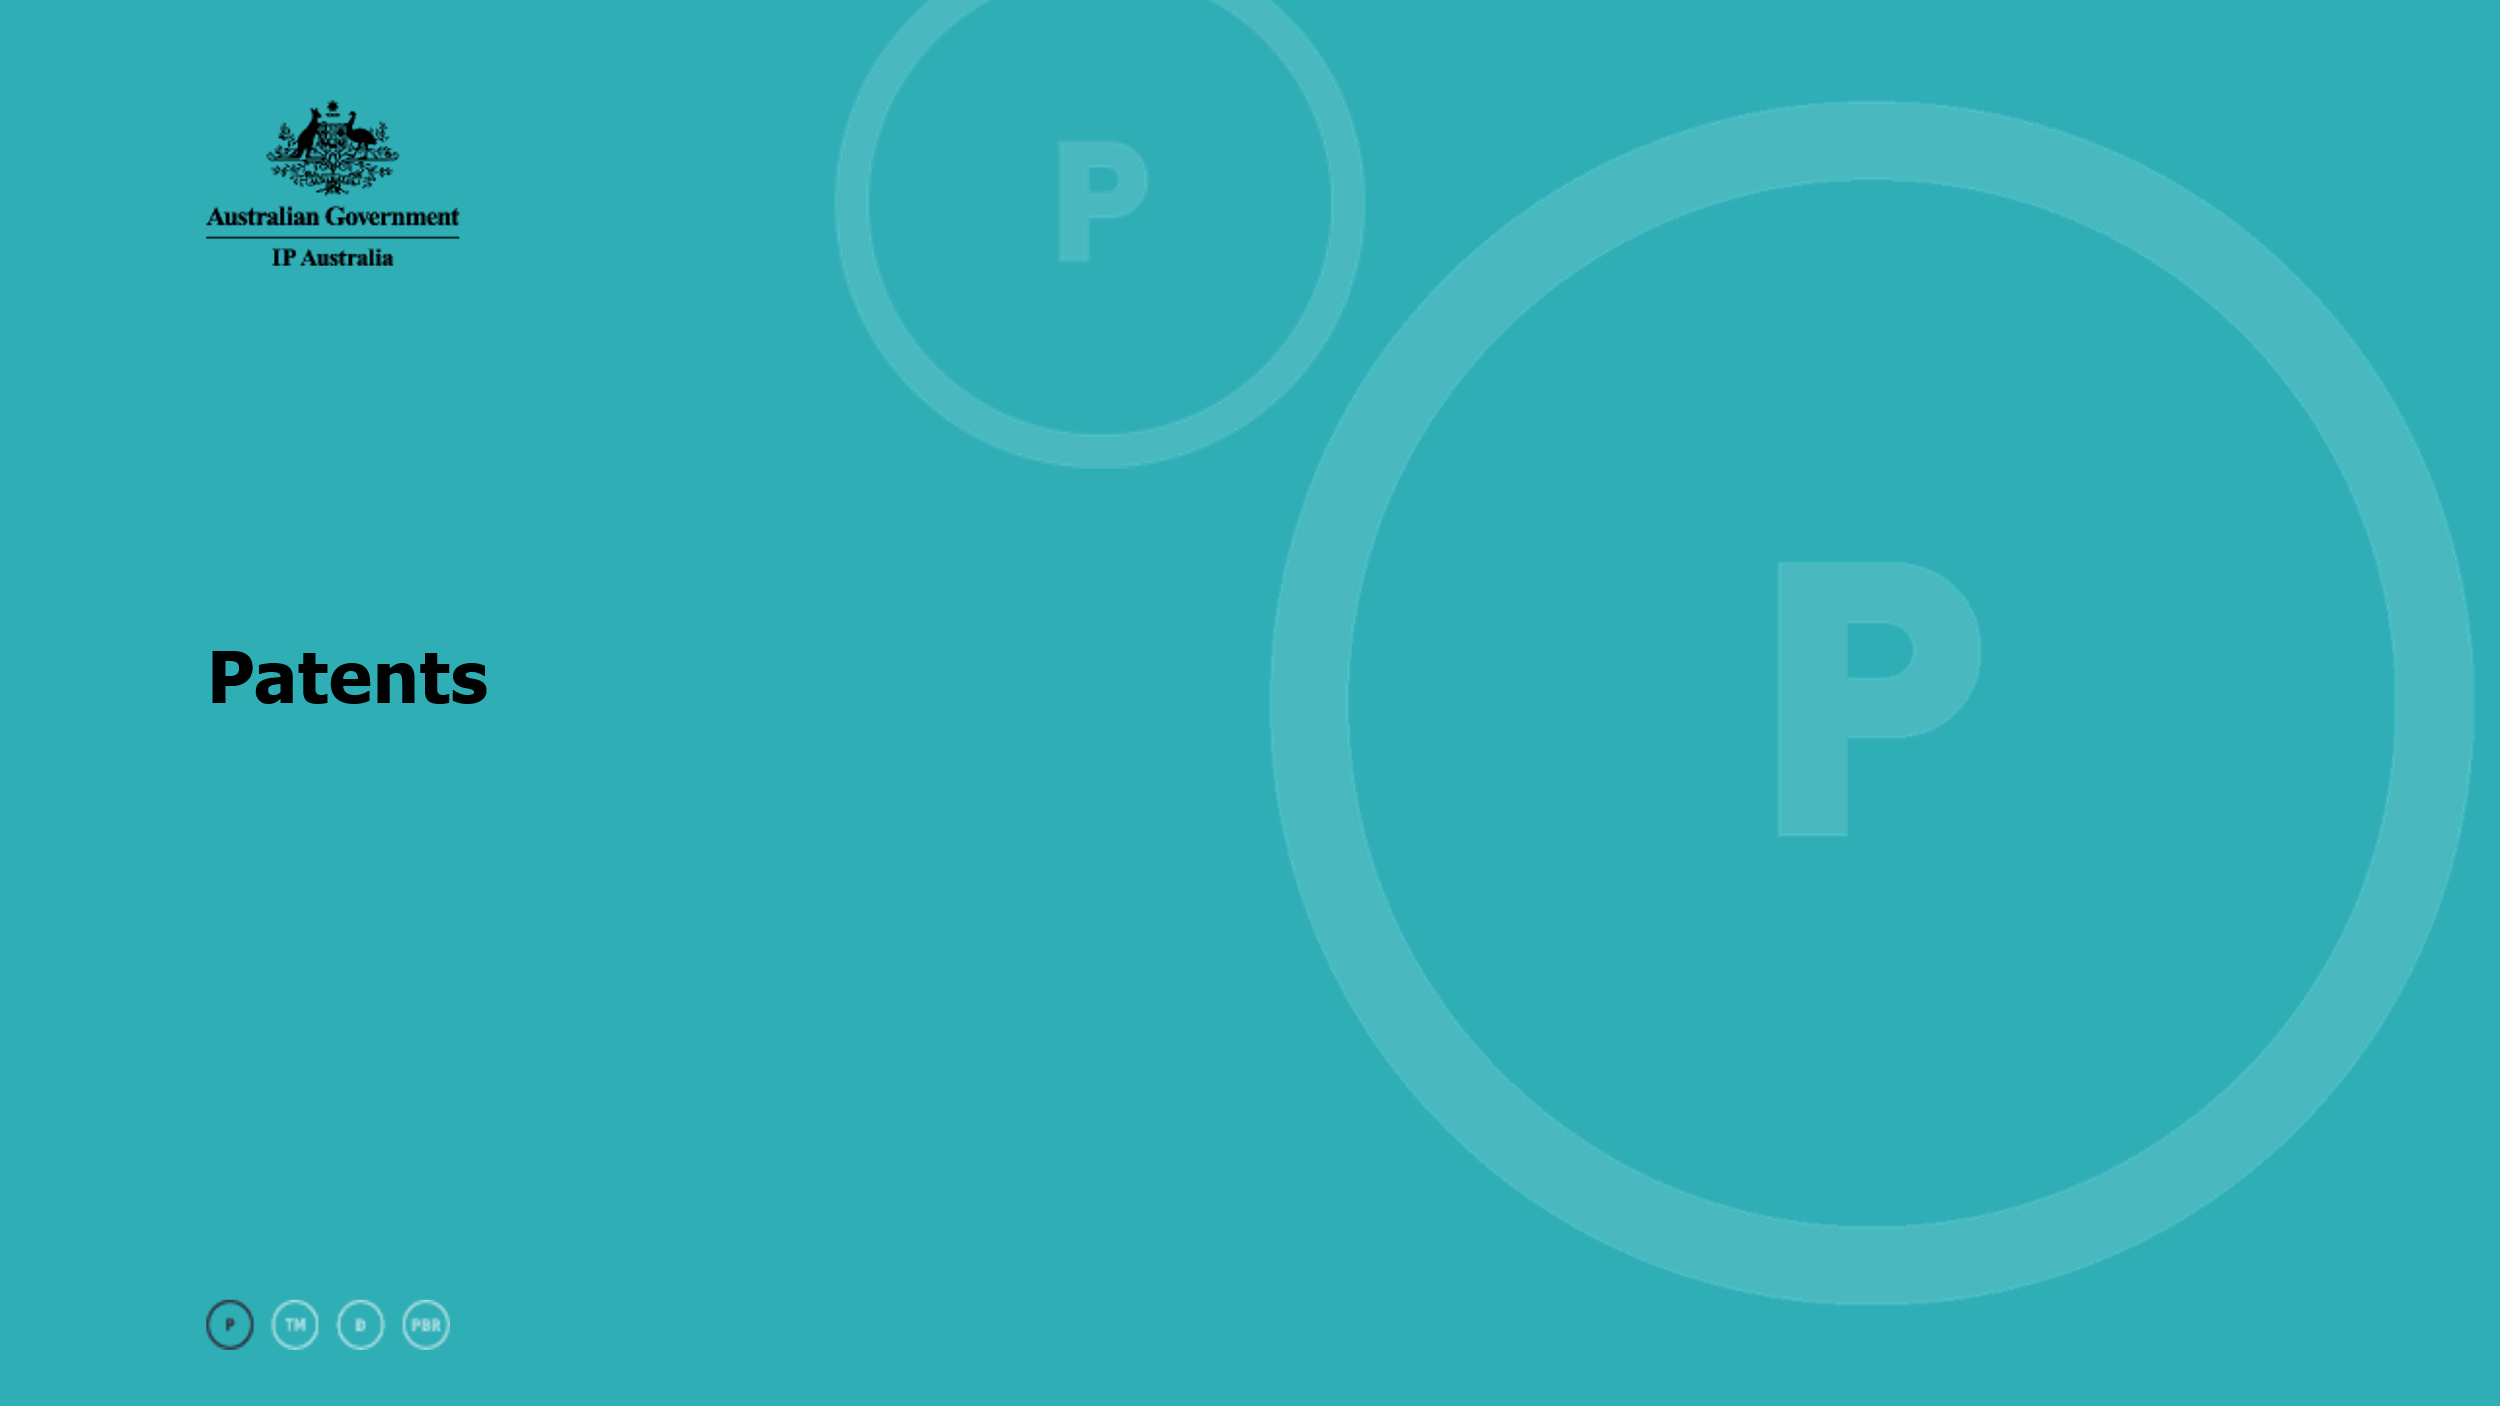 Australian Government
IP Australia
P
P
Patents
P TM D PBR